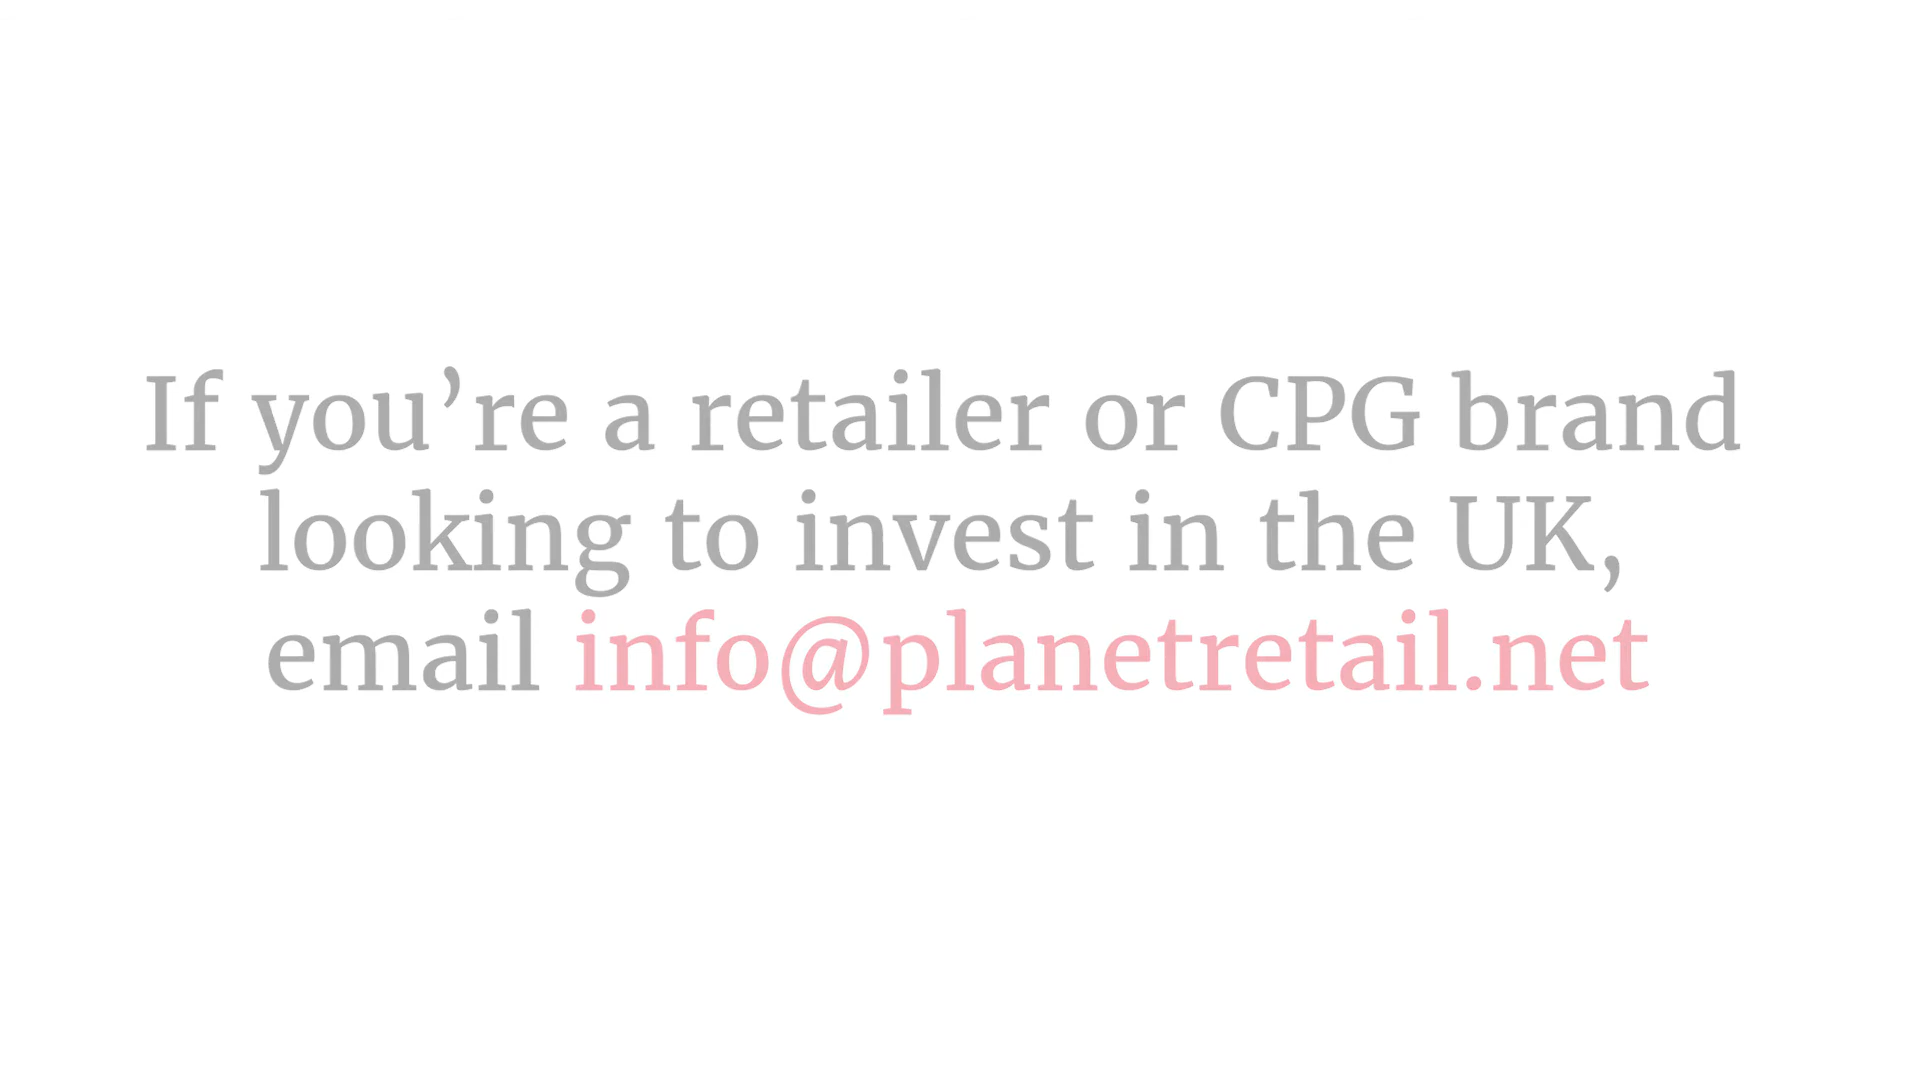 If you’re a retailer or CPG brand
looking to invest in the UK,
email info@planetretail.net